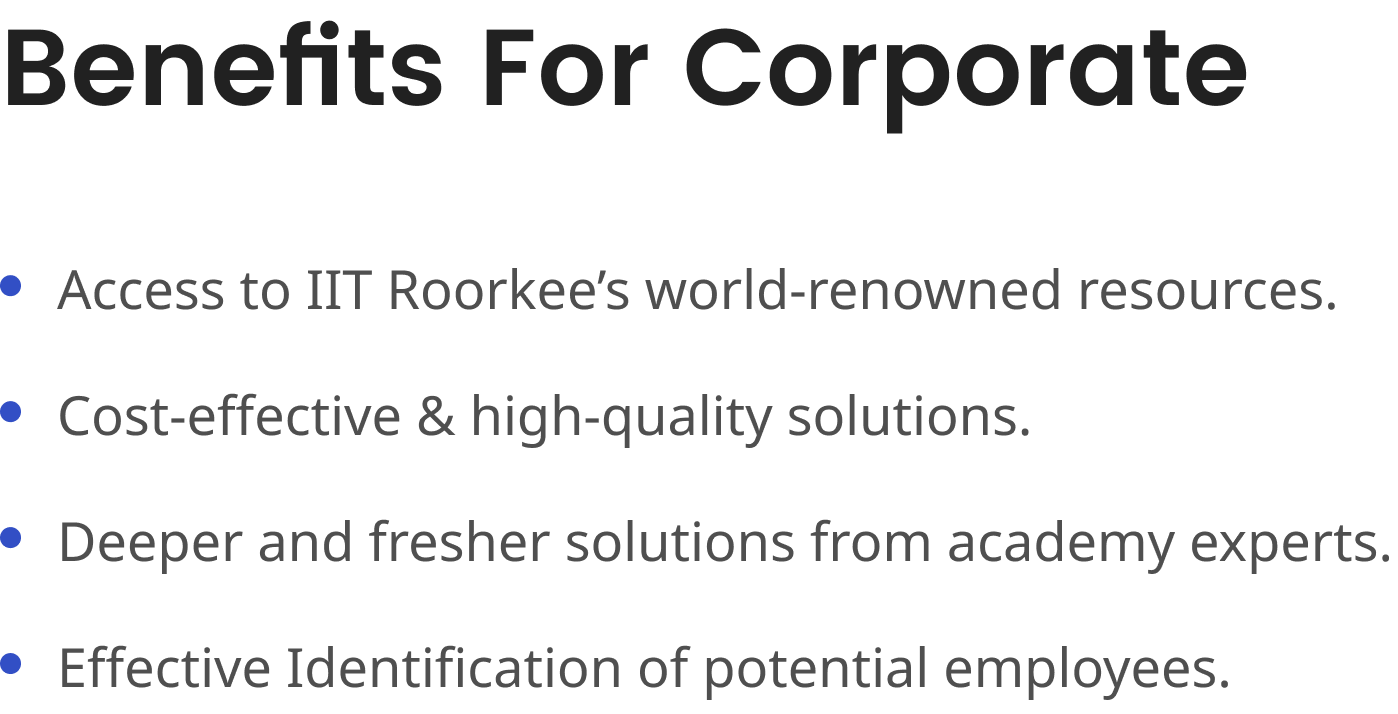 Benefits For Corporate
Access to IIT Roorkee’s world-renowned resources.
Cost-effective & high-quality solutions.
Deeper and fresher solutions from academy experts.
Effective Identification of potential employees.